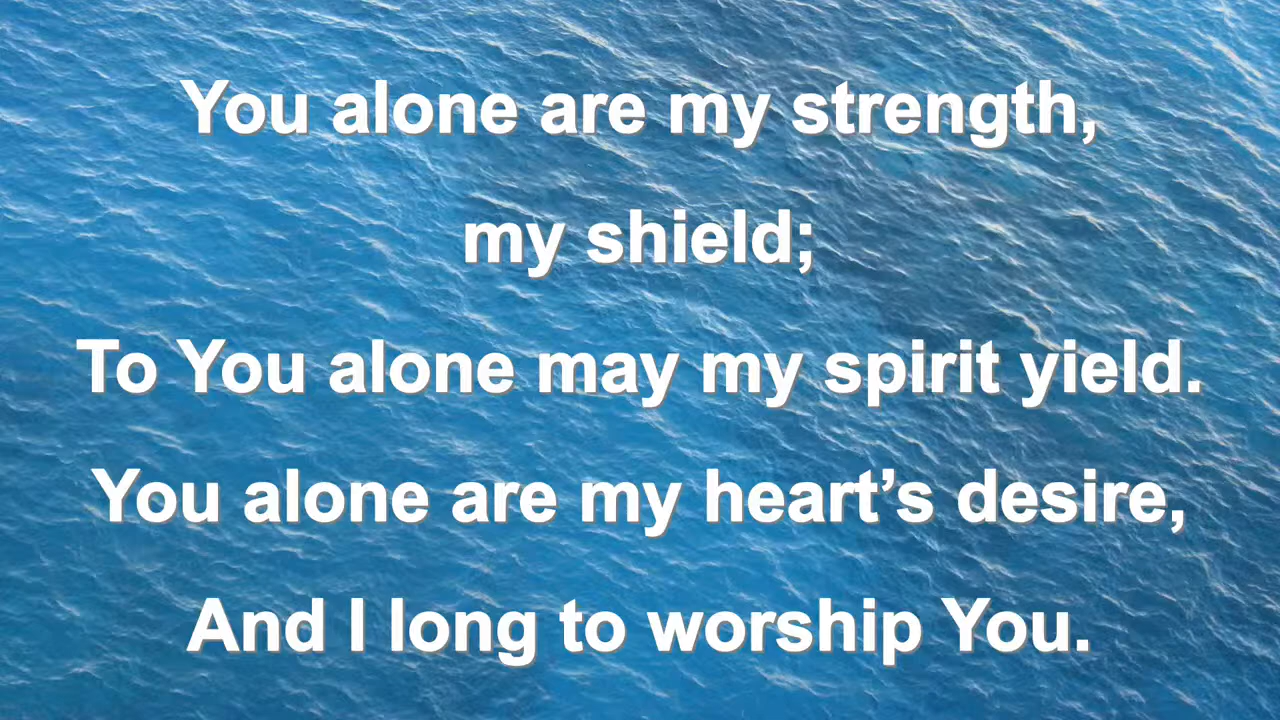 You alone are my strength,
my shield;
To You alone may my spirit yield.
You alone are my heart’s desire,
And I long to worship You.